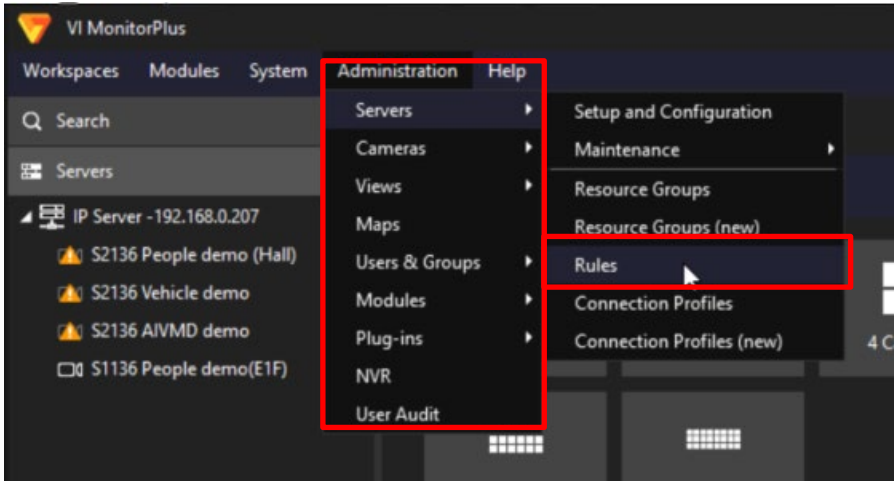 VI MonitorPlus
Workspaces Modules System Administration Help
Search
Servers
IP Server -192.168.0.207
S2136 People demo (Hall)
S2136 Vehicle demo
S2136 AIVMD demo
S1136 People demo(E1F)
Servers
Cameras
Views
Maps
Users & Groups
Modules
Plug-ins
NVR
User Audit
Setup and Configuration
Maintenance
Resource Groups
Resource Groups (new)
Rules
Connection Profiles
Connection Profiles (new)
4 C